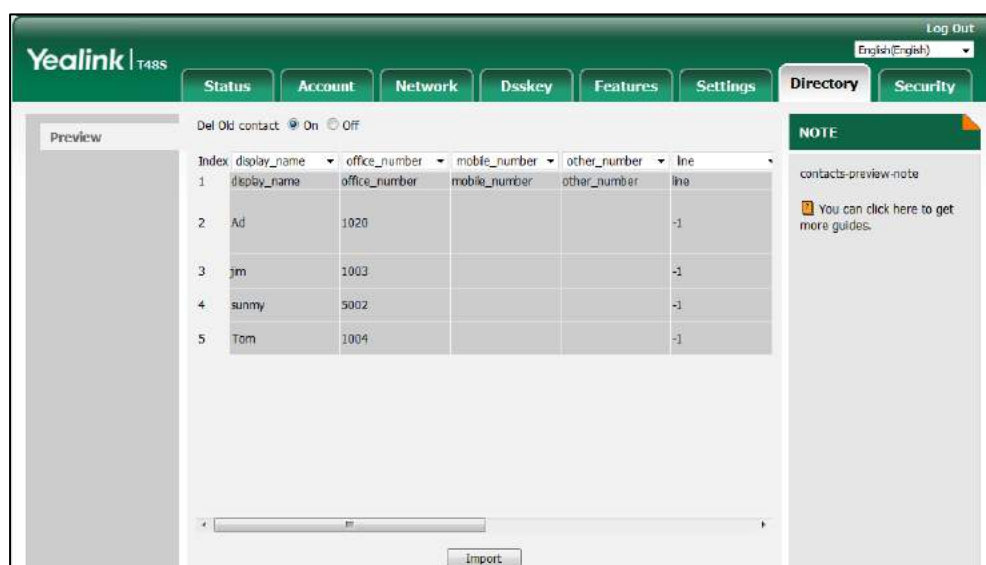 Log Out
Yealink | T48S
English(English)
Status Account Network Dsskey Features Settings Directory Security
Preview
Del Old contact On Off
NOTE
Index display_name office_number mobile_number other_number line
1 display_name office_number mobile_number other_number line
contacts-preview-note
2 Ad 1020 -1
You can click here to get
more guides.
3 jim 1003 -1
4 sunmy 5002 -1
5 Tom 1004 -1
Import